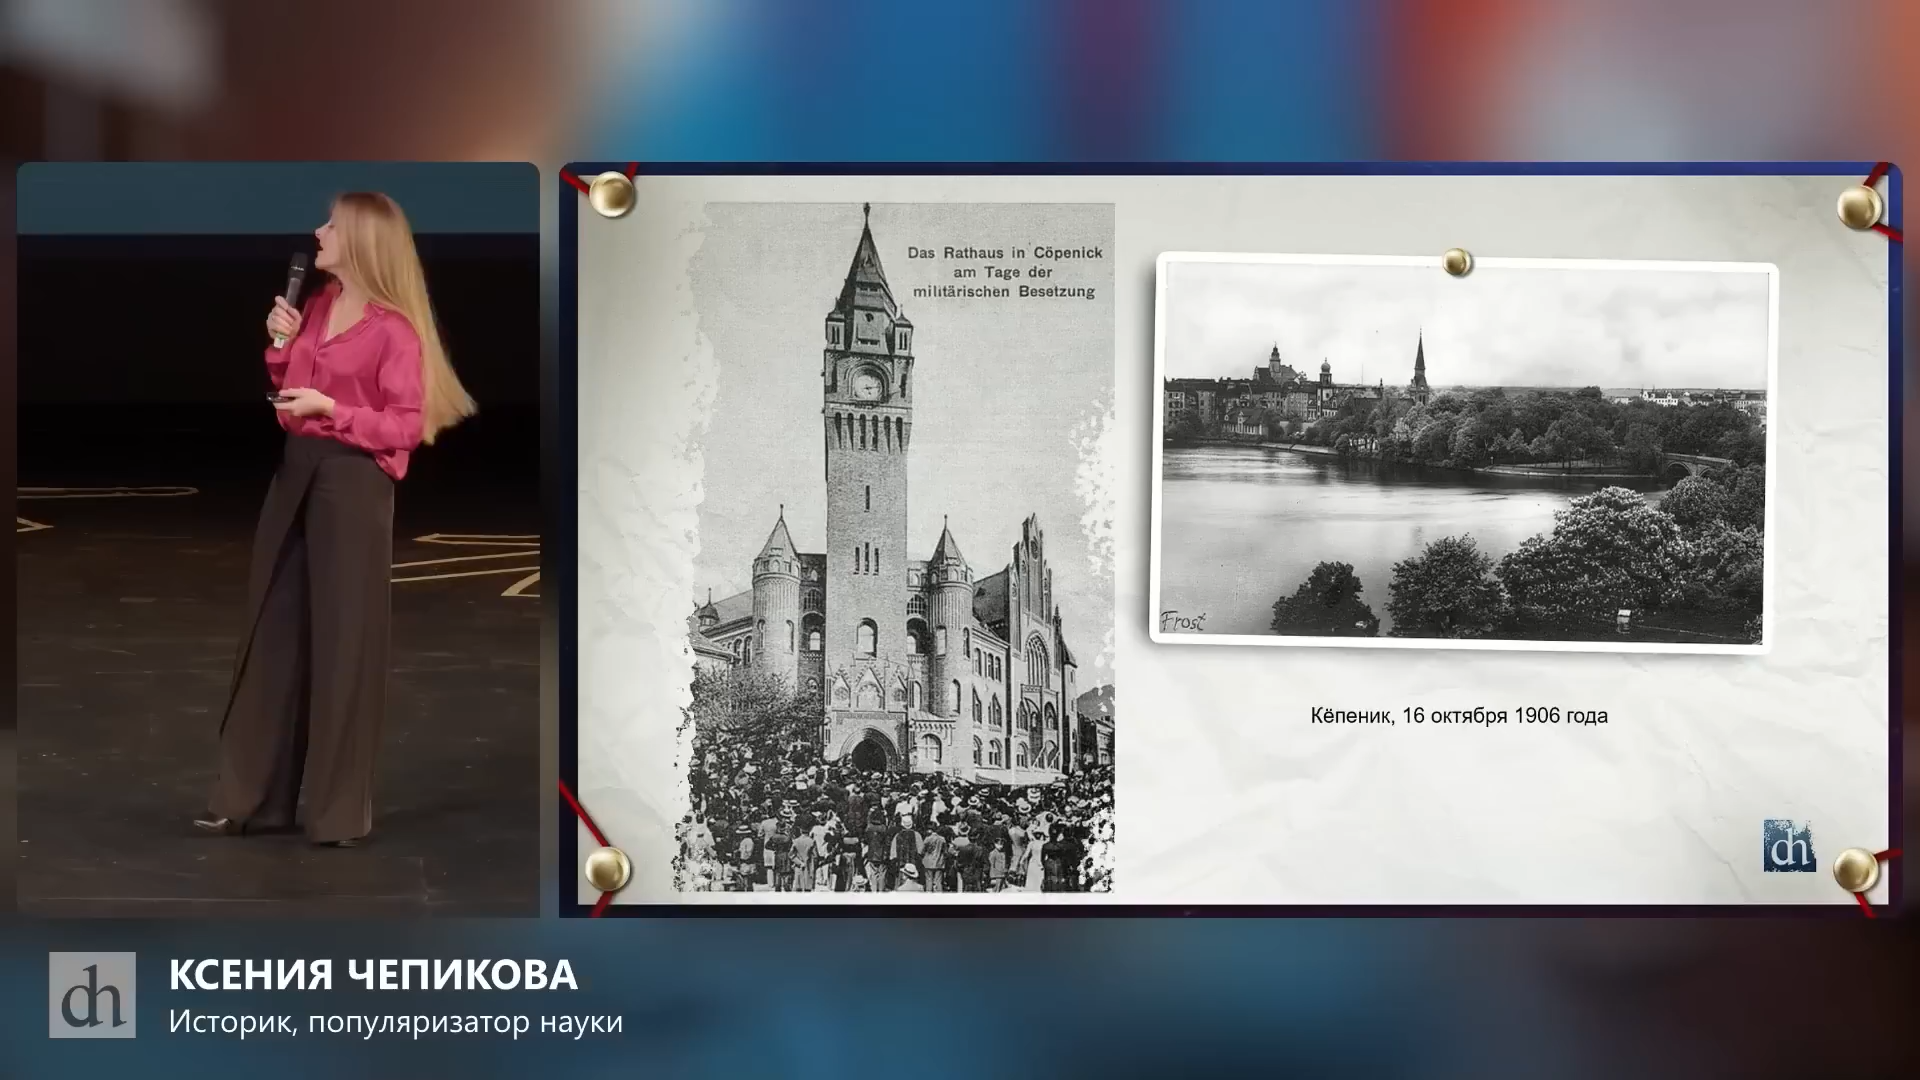 Das Rathaus in Cöpenick
am Tage der
militärischen Besetzung
Frost
Кёпеник, 16 октября 1906 года
dh
dh
КСЕНИЯ ЧЕПИКОВА
Историк, популяризатор науки